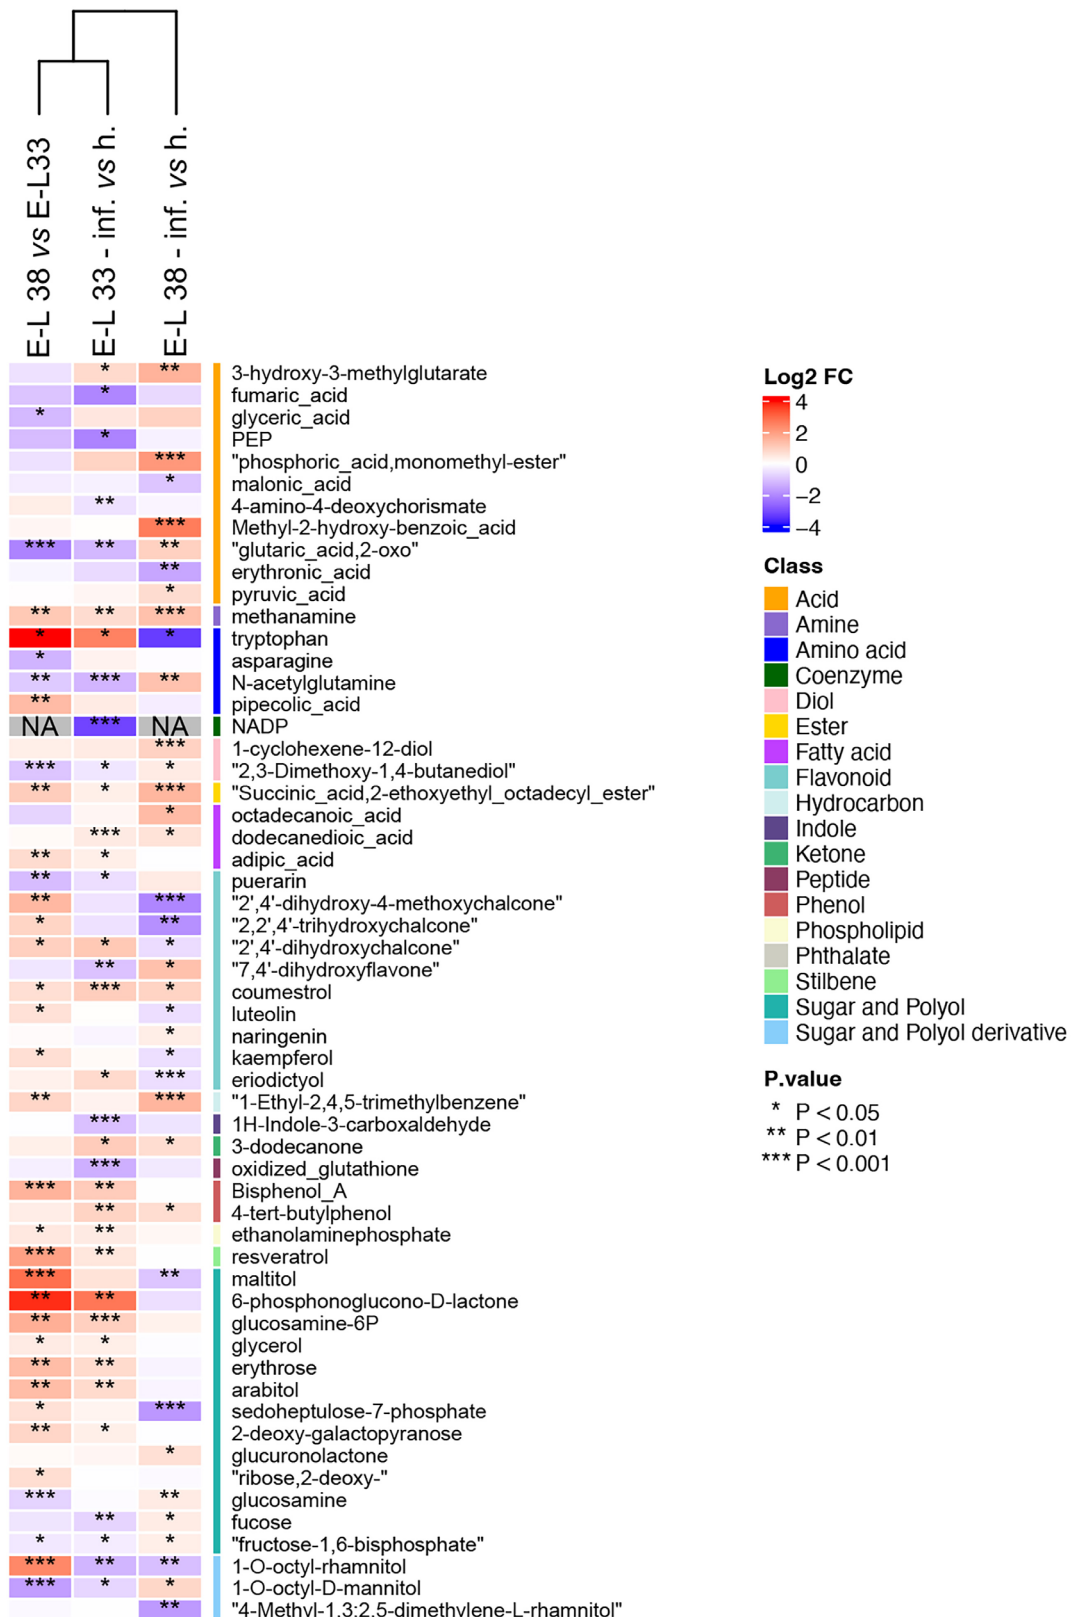 E-L 38 vs E-L33
E-L 33 - inf. vs h.
E-L 38 - inf. vs h.
* ** 3-hydroxy-3-methylglutarate
* fumaric_acid
* glyceric_acid
* PEP
*** "phosphoric_acid,monomethyl-ester"
* malonic_acid
** 4-amino-4-deoxychorismate
*** Methyl-2-hydroxy-benzoic_acid
*** ** ** "glutaric_acid,2-oxo"
** erythronic_acid
* pyruvic_acid
** ** *** methanamine
* * * tryptophan
* asparagine
** *** ** N-acetylglutamine
** pipecolic_acid
NA *** NA NADP
*** 1-cyclohexene-12-diol
*** * * "2,3-Dimethoxy-1,4-butanediol"
** * *** "Succinic_acid,2-ethoxyethyl_octadecyl_ester"
* octadecanoic_acid
*** * dodecanedioic_acid
** * adipic_acid
** * puerarin
** *** "2',4'-dihydroxy-4-methoxychalcone"
* ** "2,2',4'-trihydroxychalcone"
* * * "2',4'-dihydroxychalcone"
** * "7,4'-dihydroxyflavone"
* *** * coumestrol
* * luteolin
* naringenin
* * kaempferol
* *** eriodictyol
** *** "1-Ethyl-2,4,5-trimethylbenzene"
*** 1H-Indole-3-carboxaldehyde
* * 3-dodecanone
*** oxidized_glutathione
*** ** Bisphenol_A
** * 4-tert-butylphenol
* ** ethanolaminephosphate
*** ** resveratrol
*** ** maltitol
** ** 6-phosphonoglucono-D-lactone
** *** glucosamine-6P
* * glycerol
** ** erythrose
** ** arabitol
* *** sedoheptulose-7-phosphate
** * 2-deoxy-galactopyranose
* glucuronolactone
* "ribose,2-deoxy-"
*** ** glucosamine
** * fucose
* * * "fructose-1,6-bisphosphate"
*** ** ** 1-O-octyl-rhamnitol
*** * * 1-O-octyl-D-mannitol
** "4-Methyl-1,3:2,5-dimethylene-L-rhamnitol"
Log2 FC
4
2
0
−2
−4
Class
Acid
Amine
Amino acid
Coenzyme
Diol
Ester
Fatty acid
Flavonoid
Hydrocarbon
Indole
Ketone
Peptide
Phenol
Phospholipid
Phthalate
Stilbene
Sugar and Polyol
Sugar and Polyol derivative
P.value
* P < 0.05
** P < 0.01
*** P < 0.001